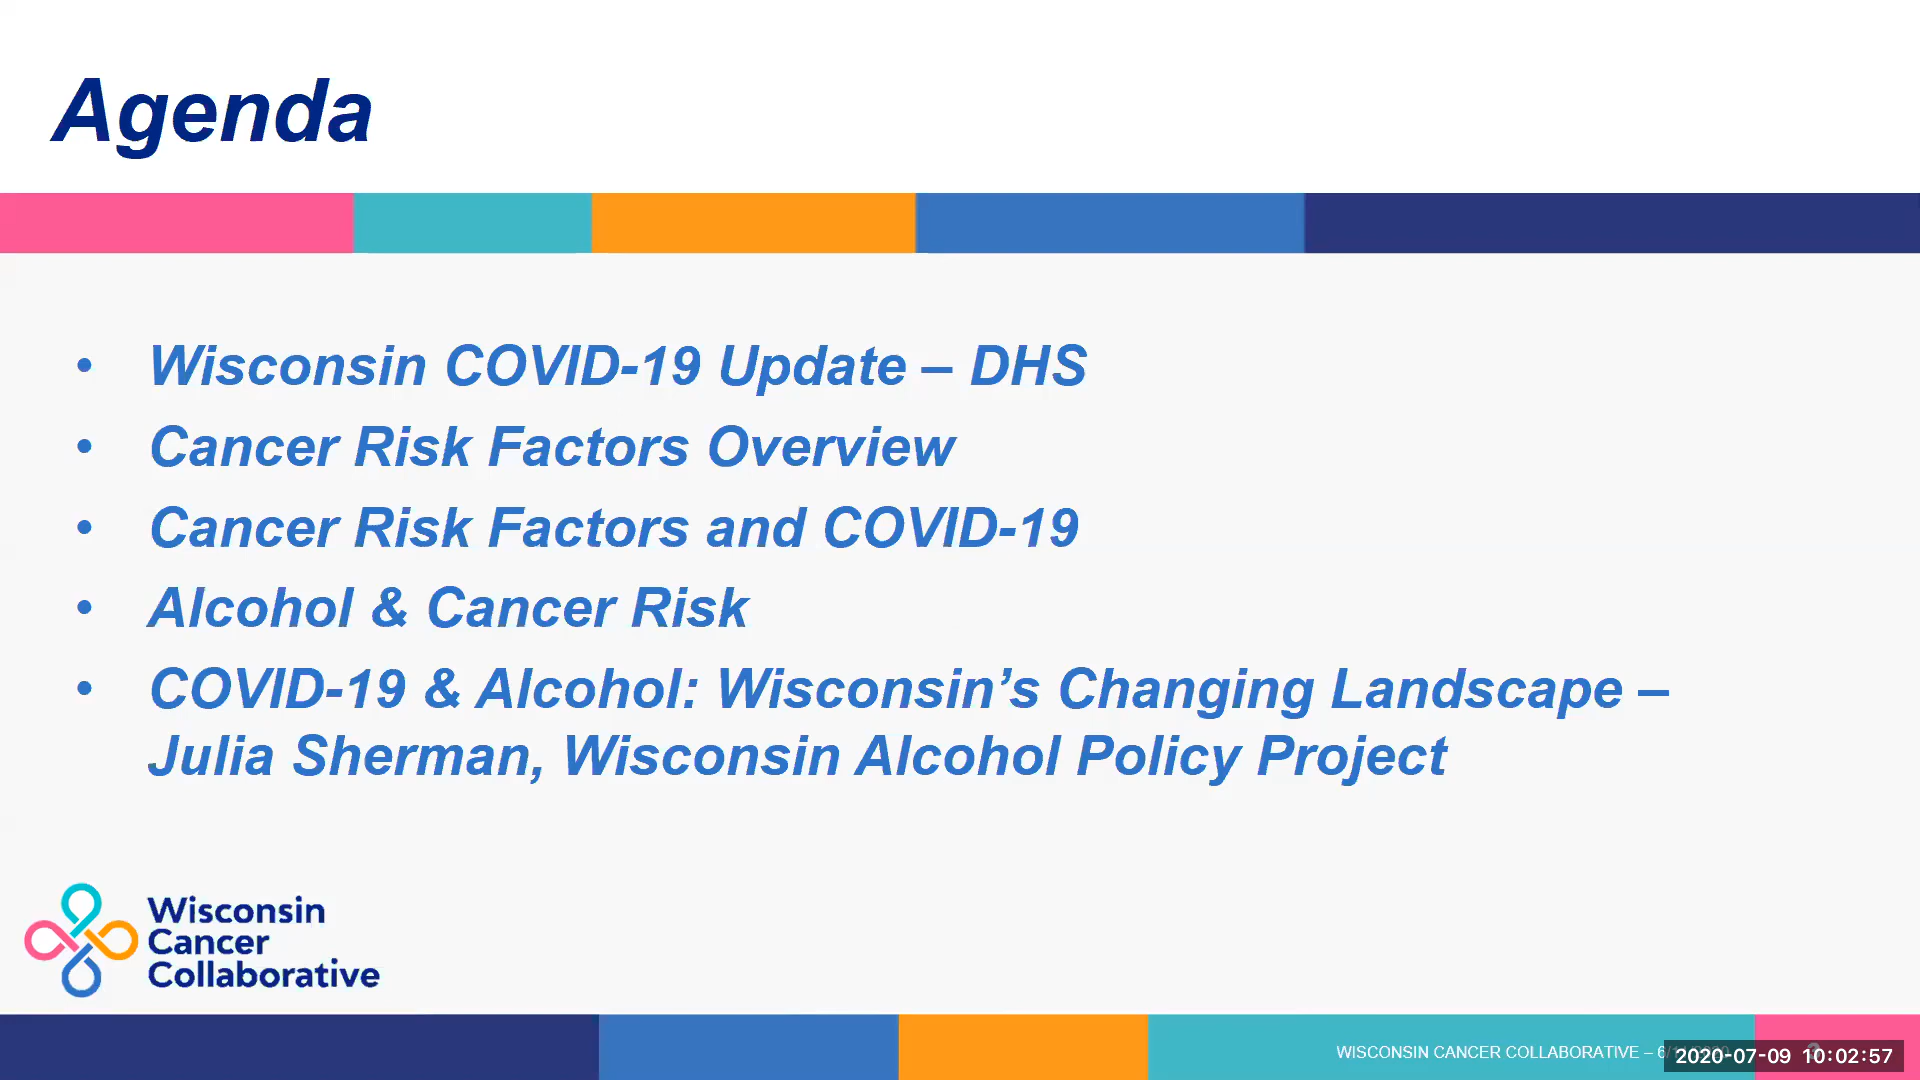 Agenda
• Wisconsin COVID-19 Update – DHS
• Cancer Risk Factors Overview
• Cancer Risk Factors and COVID-19
• Alcohol & Cancer Risk
• COVID-19 & Alcohol: Wisconsin’s Changing Landscape –
Julia Sherman, Wisconsin Alcohol Policy Project
Wisconsin
Cancer
Collaborative
WISCONSIN CANCER COLLABORATIVE –
2020-07-09 10:02:57